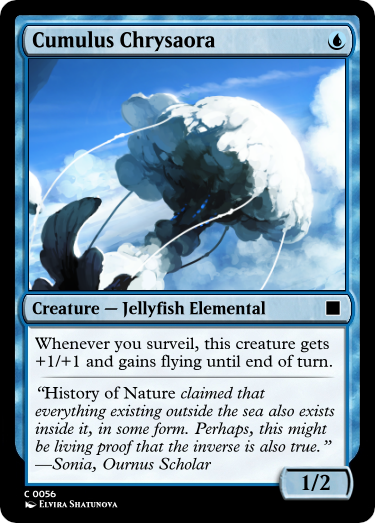 Cumulus Chrysaora
Creature — Jellyfish Elemental
Whenever you surveil, this creature gets
+1/+1 and gains flying until end of turn.
“History of Nature claimed that
everything existing outside the sea also exists
inside it, in some form. Perhaps, this might
be living proof that the inverse is also true.”
—Sonia, Ournus Scholar
1/2
C 0056
Elvira Shatunova